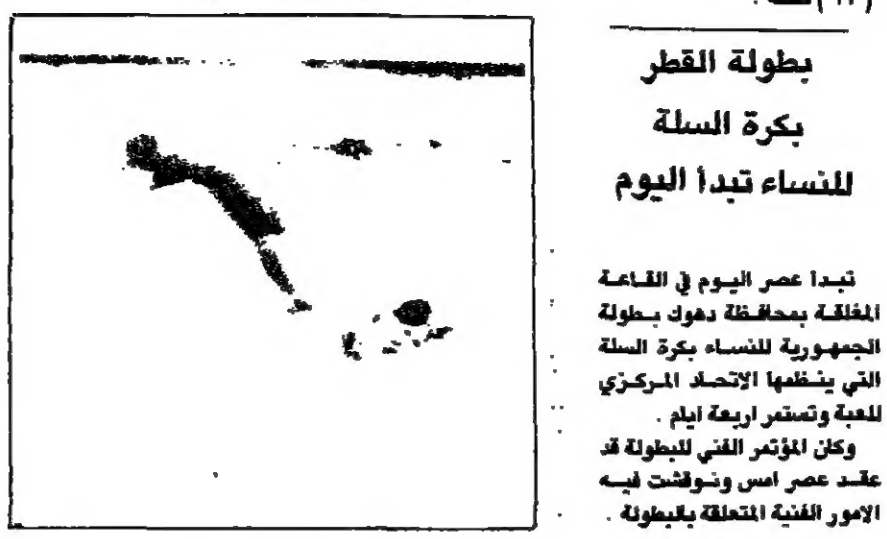 بطولة القطر
بكرة السلة
للنساء تبدا اليوم
تبدا عصر اليوم في القاعة
المغلقة بمحافظة دهوك بطولة
الجمهورية للنساء بكرة السلة
التي ينظمها الاتحاد المركزي
للعبة وتستمر اربعة ايام .
وكان المؤتمر الفني للبطولة قد
عقد عصر امس ونوقشت فيه
الامور الفنية المتعلقة بالبطولة .